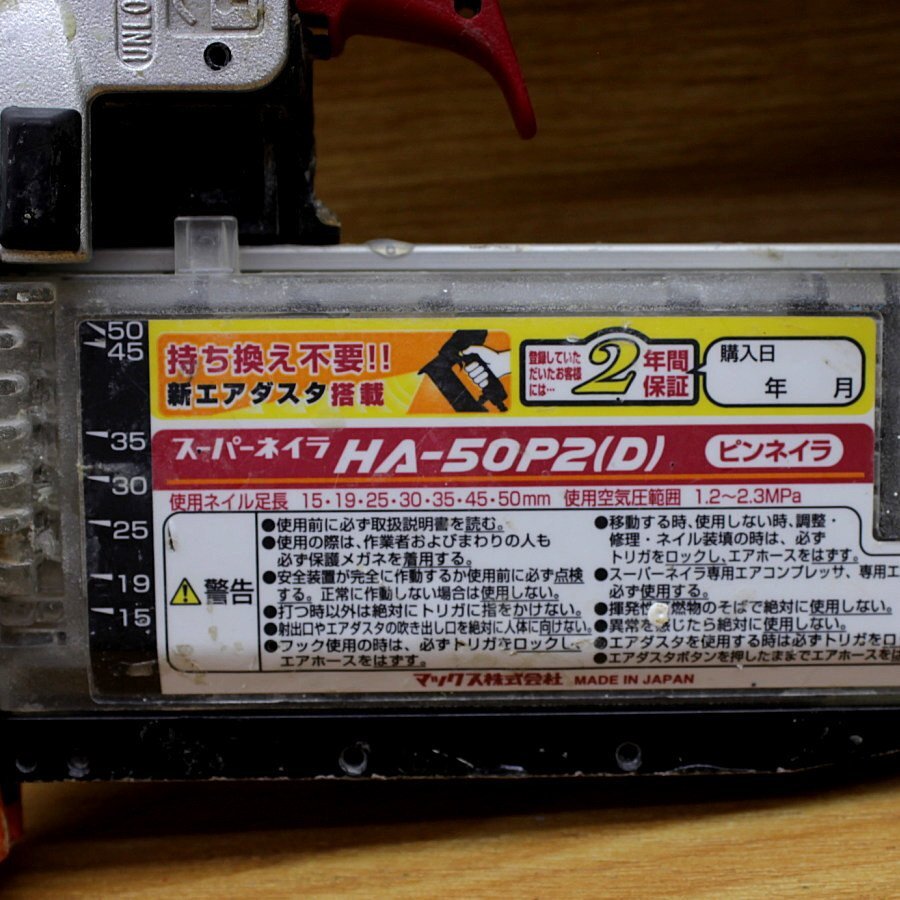 50
45
35
30
25
19
15
持ち換え不要!!
新エアダスタ搭載
登録していた
だいたお客様
には…
2年間
保証
購入日
年 月
スーパーネイラ HA-50P2(D) ピンネイラ
使用ネイル足長 15・19・25・30・35・45・50mm 使用空気圧範囲 1.2~2.3MPa
警告
●使用前に必ず取扱説明書を読む。
●使用の際は、作業者およびまわりの人も
必ず保護メガネを着用する。
●安全装置が完全に作動するか使用前に必ず点検
する。正常に作動しない場合は使用しない。
●打つ時以外は絶対にトリガに指をかけない。
●射出口やエアダスタの吹き出し口を絶対に人体に向けない。
●フック使用の時は、必ずトリガをロックし、
エアホースをはずす。
●移動する時、使用しない時、調整・
修理・ネイル装填の時は、必ず
トリガをロックし、エアホースをはずす。
●スーパーネイラ専用エアコンプレッサ、専用エ
必ず使用する。
●揮発性 燃物のそばで絶対に使用しない。
●異常を感じたら絶対に使用しない。
●エアダスタを使用する時は必ずトリガをロ
●エアダスタボタンを押したままでエアホースをは
マックス株式会社 MADE IN JAPAN